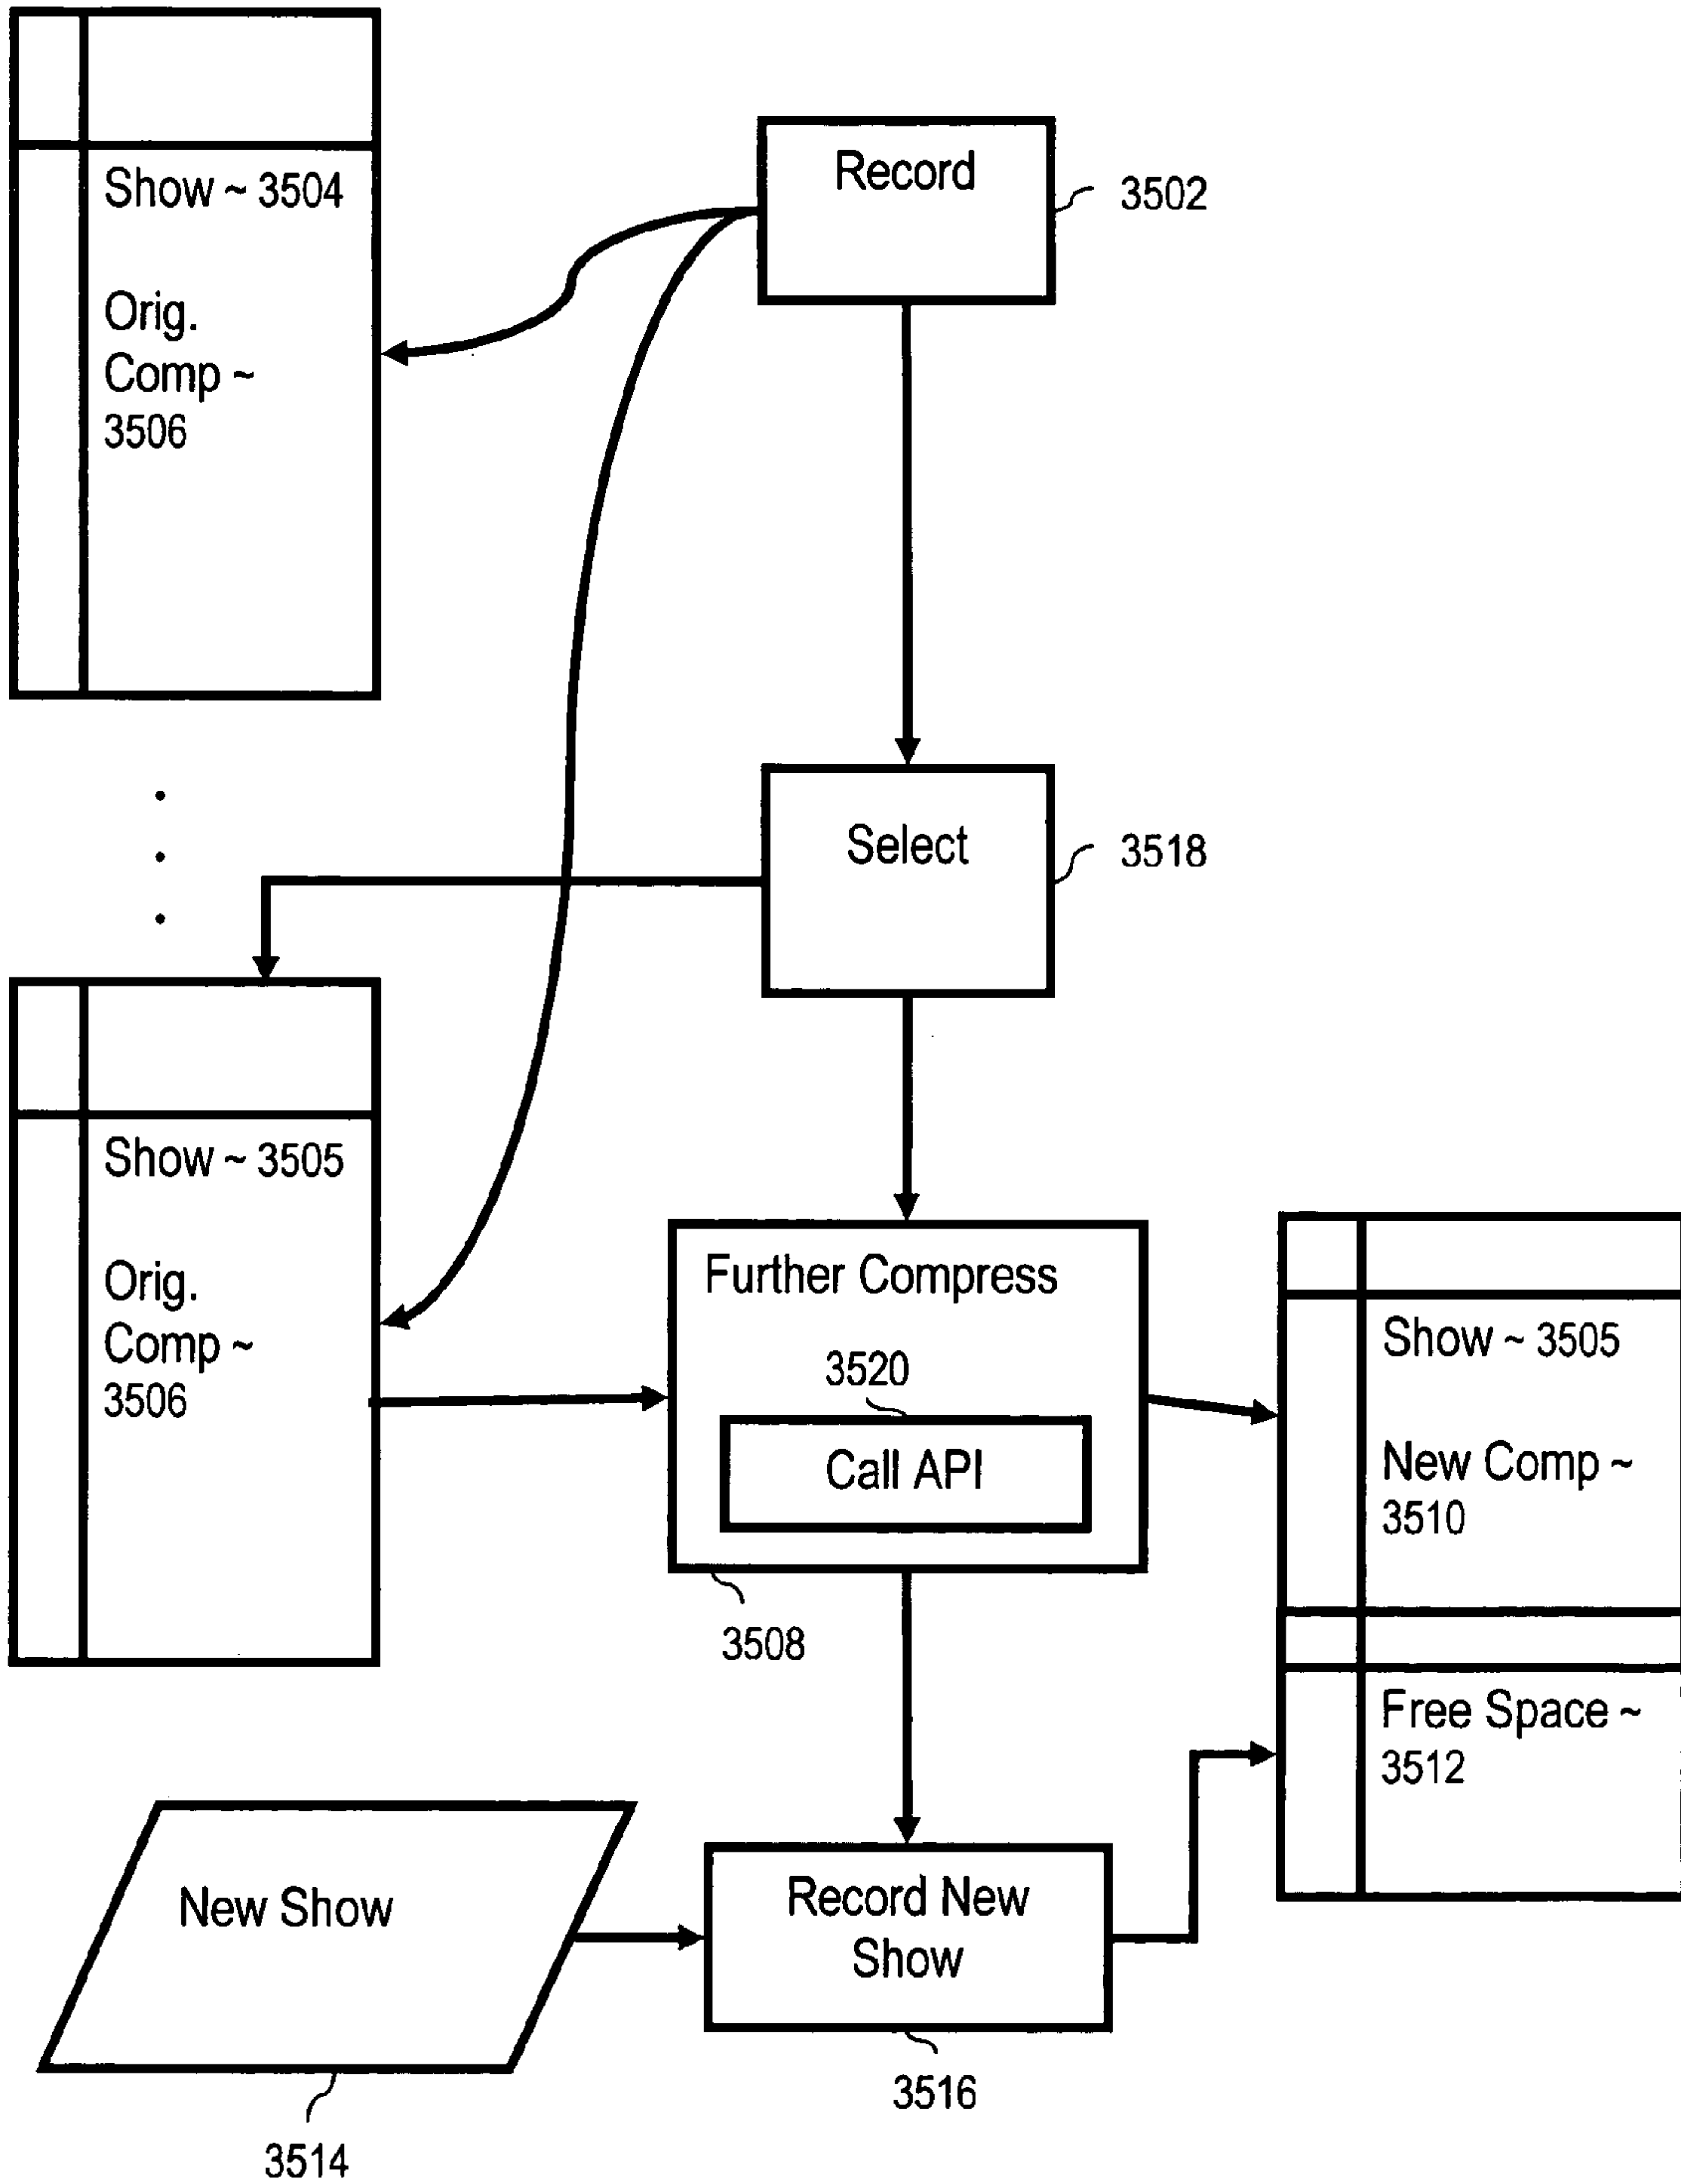 Record
3502
Show ~ 3504
Orig.
Comp ~
3506
Select
3518
Show ~ 3505
Orig.
Comp ~
3506
Further Compress
3520
Call API
3508
Show ~ 3505
New Comp ~
3510
Free Space ~
3512
New Show
3514
Record New
Show
3516